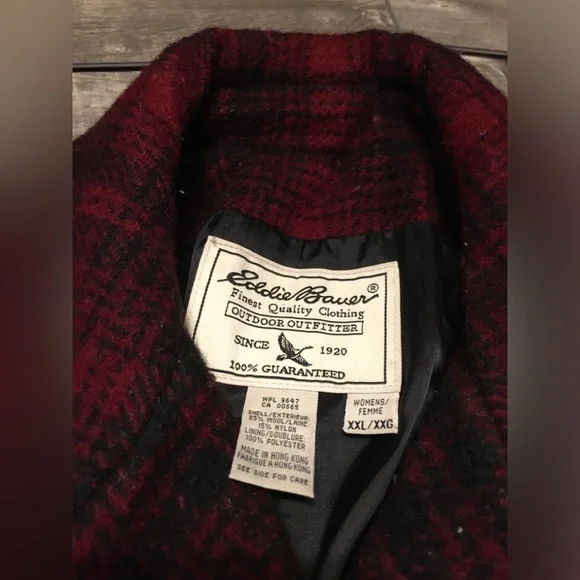 Eddie Bauer®
Finest Quality Clothing
OUTDOOR OUTFITTER
SINCE 1920
100% GUARANTEED
WPL 9647
CA 00665
SHELL/EXTERIEUR
85% WOOL/LAINE
15% NYLON
LINING/DOUBLURE
100% POLYESTER
MADE IN HONG KONG
FABRIQUE A HONG KONG
SEE SIDE FOR CARE
WOMENS/
FEMME
XXL/XXG